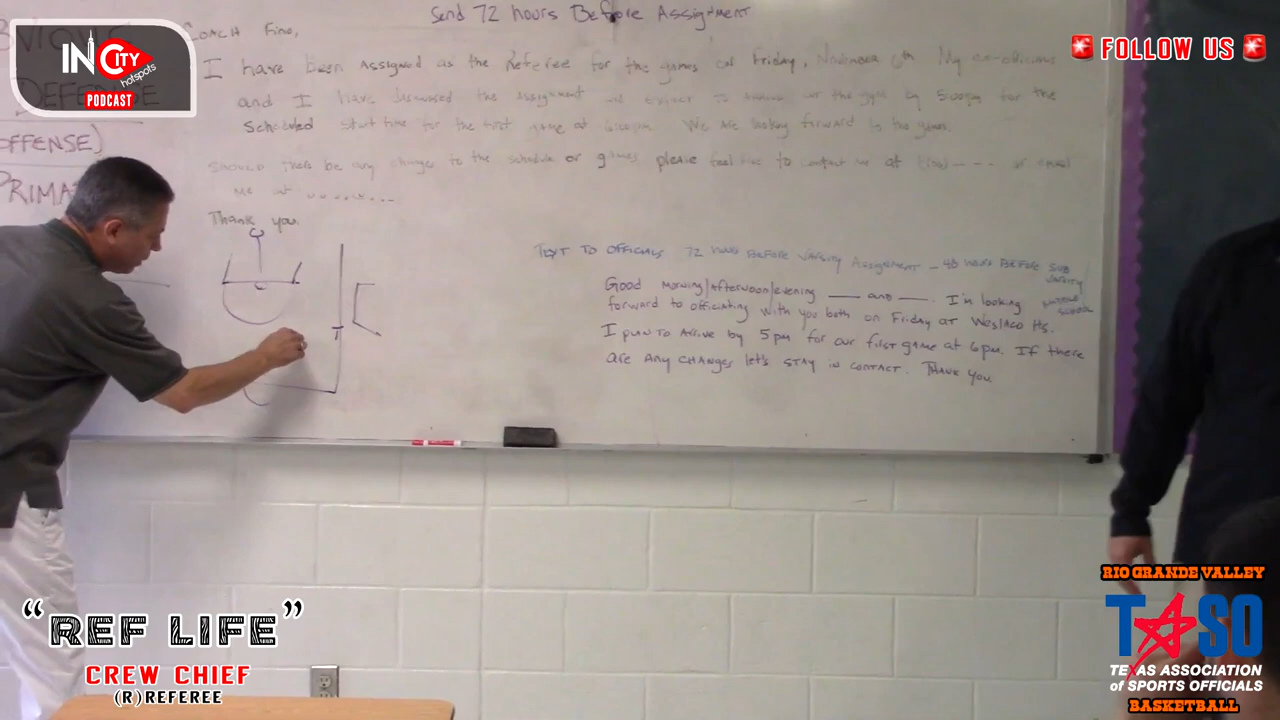 Send 72 hours Before Assignment
IN CITY
hotspots
PODCAST
FOLLOW US
DEFENSE
OFFENSE)
PRIMA
COACH Fino,
I have been Assigned as the Referee for the games on Friday, November 6th My co-officials
and I have discussed the assignment and expect to arrive at the gym by 5:00pm for the
Scheduled start time for the first game at 6:00pm. We are looking forward to the games.
SHOULD there be any changes to the schedule or games please feel free to contact me at (956)--- or email
me at
Thank you.
TEXT TO OFFICIALS 72 hours BEFORE VARSITY Assignment - 48 HOURS BEFORE SUB
VARSITY
MIDDLE
SCHOOL
Good Morning/Afternoon/evening ___ and ___. I'm looking
forward to officiating with you both on Friday at Weslaco Hs.
I plan to Arrive by 5pm for our first game at 6pm. If there
are any changes let's STAY in contact. Thank you.
"REF LIFE"
CREW CHIEF
(R)REFEREE
RIO GRANDE VALLEY
TASO
TEXAS ASSOCIATION
of SPORTS OFFICIALS
BASKETBALL